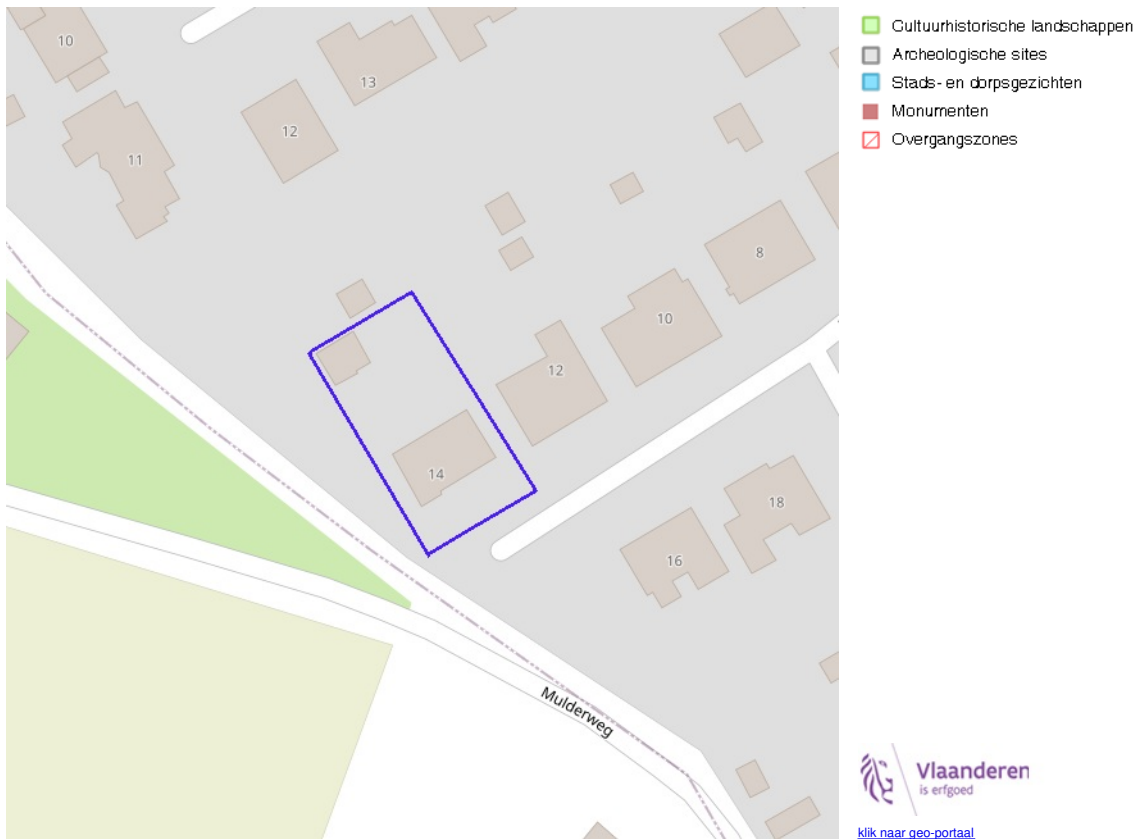 10
13
12
11
8
10
12
14
18
16
Mulderweg
Cultuurhistorische landschappen
Archeologische sites
Stads- en dorpsgezichten
Monumenten
Overgangszones
Vlaanderen
is erfgoed
klik naar geo-portaal